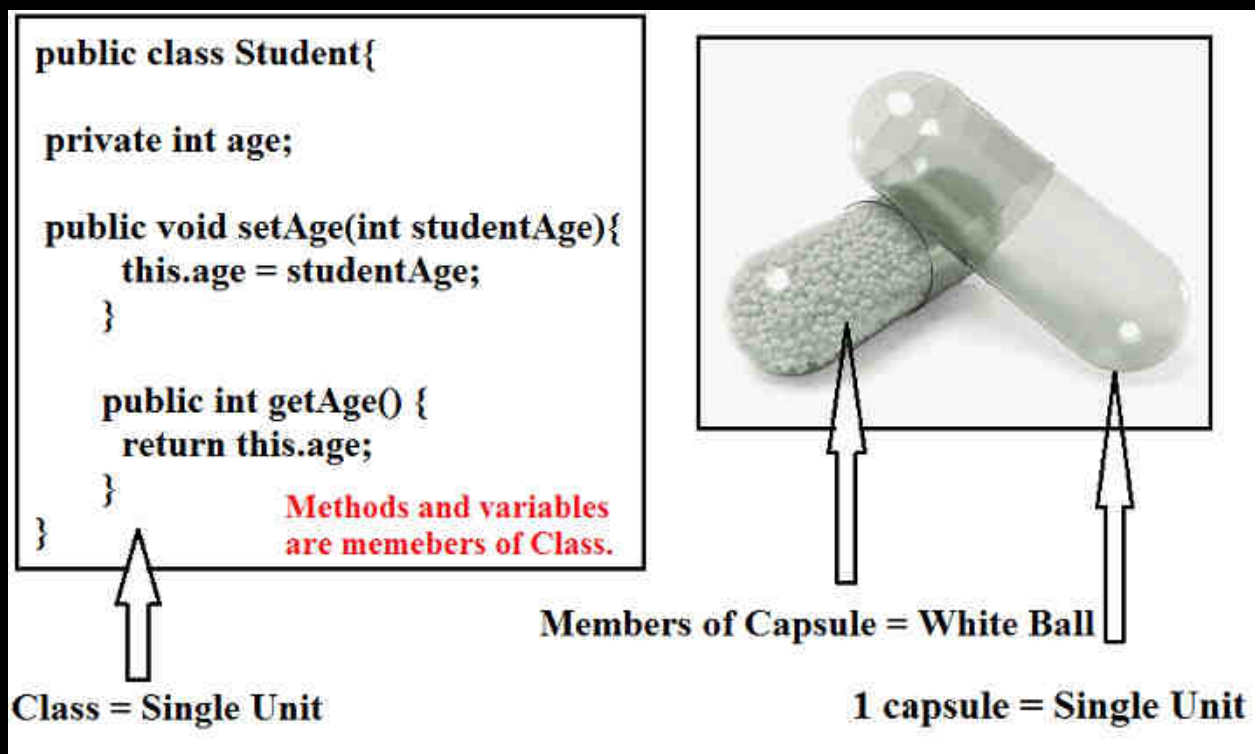 public class Student{
private int age;
public void setAge(int studentAge){
this.age = studentAge;
}
public int getAge() {
return this.age;
}
}
Methods and variables
are memebers of Class.
Class = Single Unit
Members of Capsule = White Ball
1 capsule = Single Unit